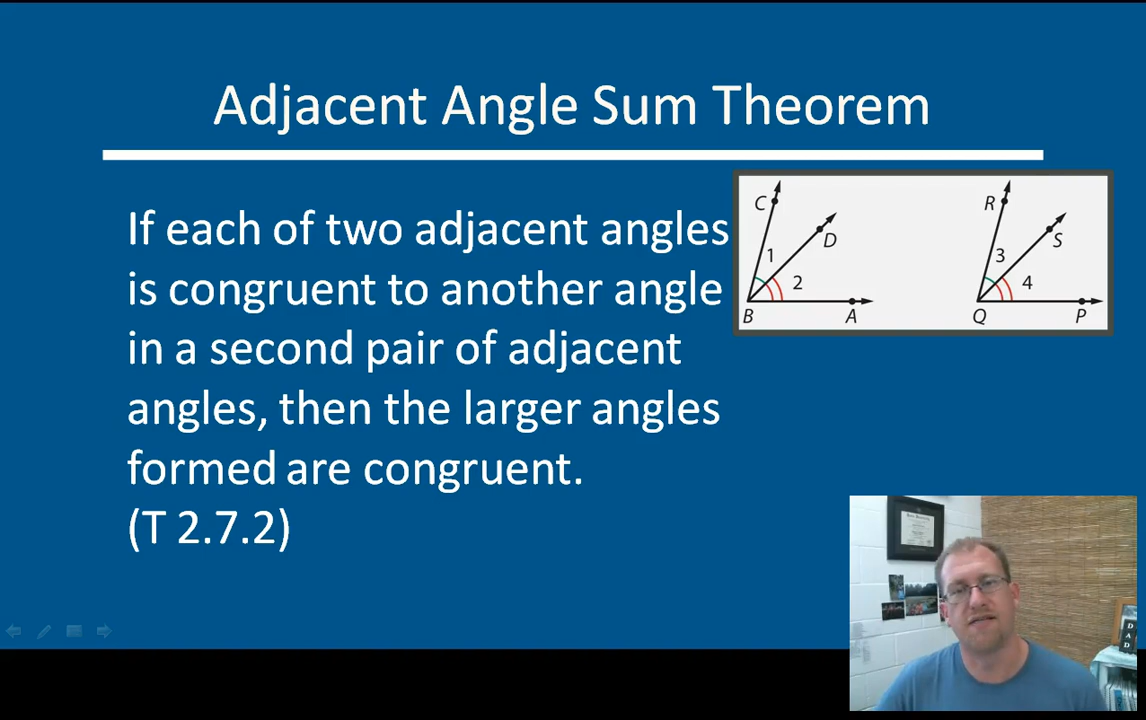 Adjacent Angle Sum Theorem
If each of two adjacent angles
is congruent to another angle
in a second pair of adjacent
angles, then the larger angles
formed are congruent.
(T 2.7.2)
C
D
1
2
B
A
R
S
3
4
Q
P
DAD